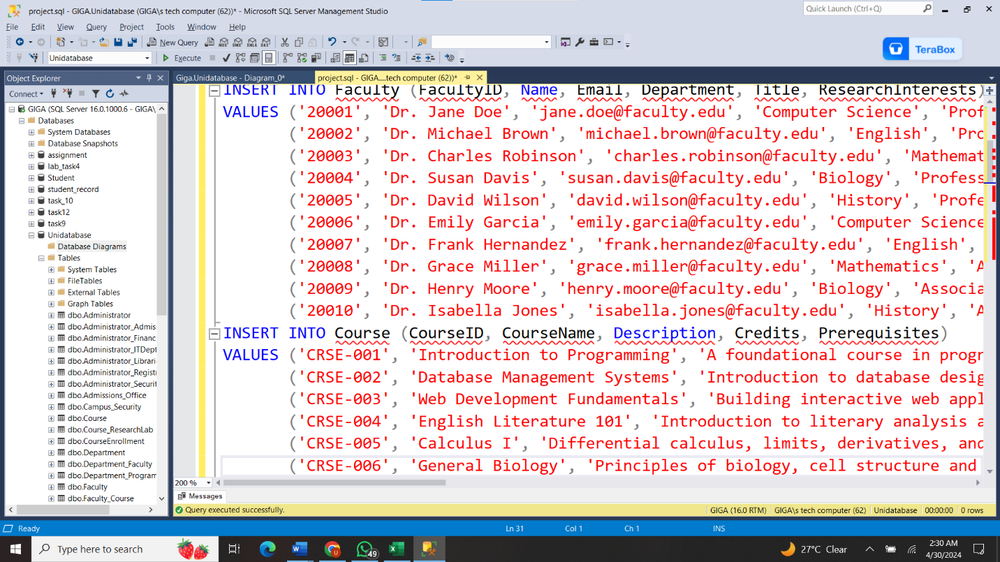 project.sql - GIGA.Unidatabase (GIGA\s tech computer (62))* - Microsoft SQL Server Management Studio
Quick Launch (Ctrl+Q)
File Edit View Query Project Tools Window Help
New Query
MDX DMX XMLA DAX
Unidatabase
Execute
TeraBox
Object Explorer
Connect
GIGA (SQL Server 16.0.1000.6 - GIGA\
Databases
System Databases
Database Snapshots
assignment
lab_task4
Student
student_record
task_10
task12
task9
Unidatabase
Database Diagrams
Tables
System Tables
FileTables
External Tables
Graph Tables
dbo.Administrator
dbo.Administrator_Admis
dbo.Administrator_Financ
dbo.Administrator_ITDept
dbo.Administrator_Librari
dbo.Administrator_Registr
dbo.Administrator_Securit
dbo.Admissions_Office
dbo.Campus_Security
dbo.Course
dbo.Course_ResearchLab
dbo.CourseEnrollment
dbo.Department
dbo.Department_Faculty
dbo.Department_Program
dbo.Faculty
dbo.Faculty_Course
Giga.Unidatabase - Diagram_0*
project.sql - GIGA....tech computer (62))*
INSERT INTO Faculty (FacultyID, Name, Email, Department, Title, ResearchInterests)
VALUES ('20001', 'Dr. Jane Doe', 'jane.doe@faculty.edu', 'Computer Science', 'Prof
('20002', 'Dr. Michael Brown', 'michael.brown@faculty.edu', 'English', 'Pro
('20003', 'Dr. Charles Robinson', 'charles.robinson@faculty.edu', 'Mathemat
('20004', 'Dr. Susan Davis', 'susan.davis@faculty.edu', 'Biology', 'Profess
('20005', 'Dr. David Wilson', 'david.wilson@faculty.edu', 'History', 'Profe
('20006', 'Dr. Emily Garcia', 'emily.garcia@faculty.edu', 'Computer Science
('20007', 'Dr. Frank Hernandez', 'frank.hernandez@faculty.edu', 'English',
('20008', 'Dr. Grace Miller', 'grace.miller@faculty.edu', 'Mathematics', 'A
('20009', 'Dr. Henry Moore', 'henry.moore@faculty.edu', 'Biology', 'Associa
('20010', 'Dr. Isabella Jones', 'isabella.jones@faculty.edu', 'History', 'A
INSERT INTO Course (CourseID, CourseName, Description, Credits, Prerequisites)
VALUES ('CRSE-001', 'Introduction to Programming', 'A foundational course in progr
('CRSE-002', 'Database Management Systems', 'Introduction to database desig
('CRSE-003', 'Web Development Fundamentals', 'Building interactive web appl
('CRSE-004', 'English Literature 101', 'Introduction to literary analysis a
('CRSE-005', 'Calculus I', 'Differential calculus, limits, derivatives, and
('CRSE-006', 'General Biology', 'Principles of biology, cell structure and
200 %
Messages
Query executed successfully.
GIGA (16.0 RTM) GIGA\s tech computer (62) Unidatabase 00:00:00 0 rows
Ready
Ln 31 Col 1 Ch 1 INS
Type here to search
49
27°C Clear
2:30 AM
4/30/2024